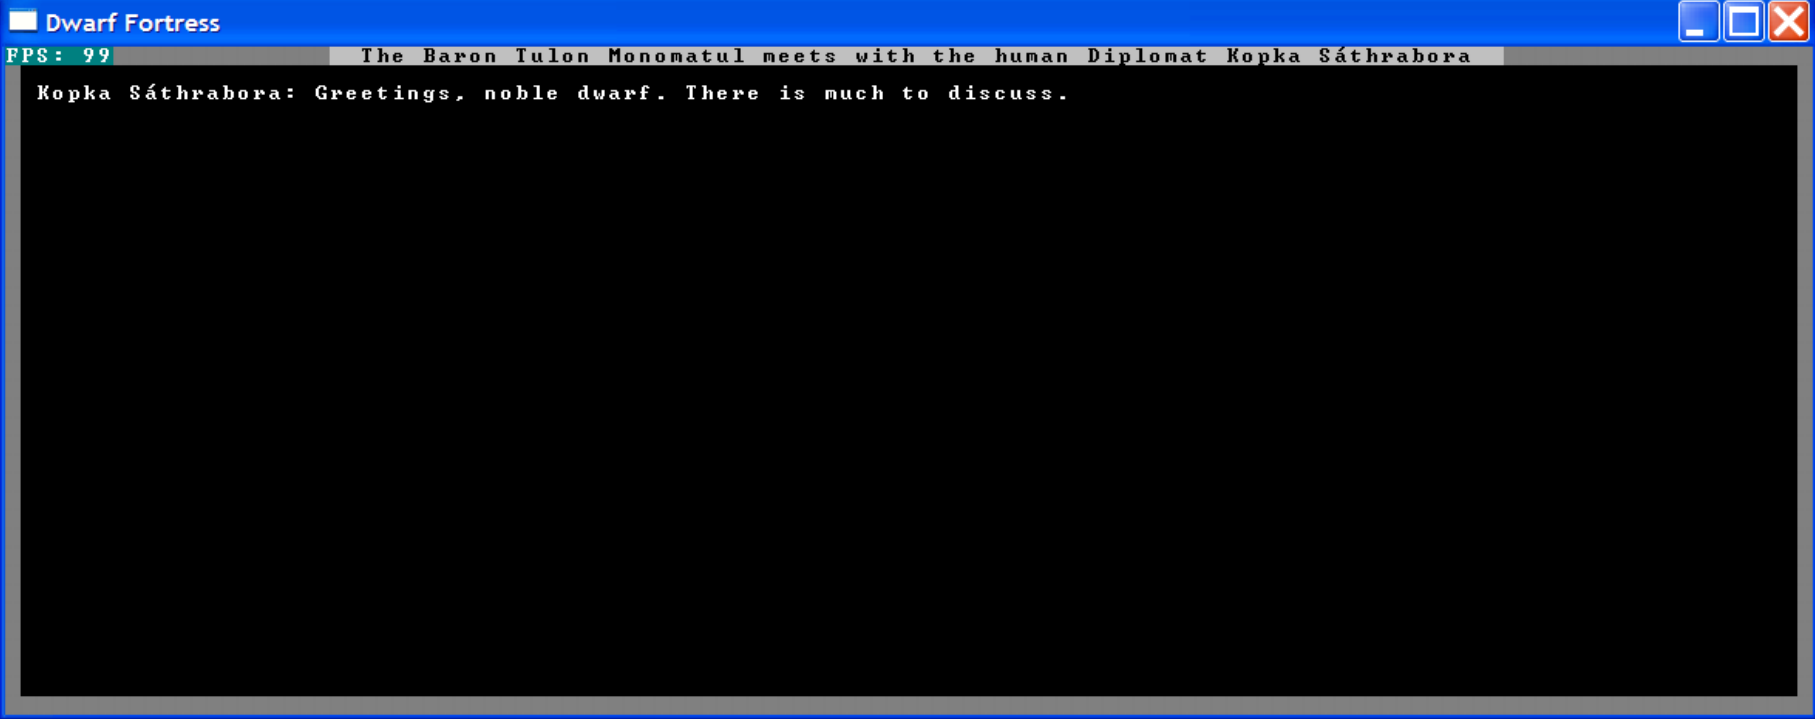 Dwarf Fortress
FPS: 99
The Baron Tulon Monomatul meets with the human Diplomat Kopka Sáthrabora
Kopka Sáthrabora: Greetings, noble dwarf. There is much to discuss.